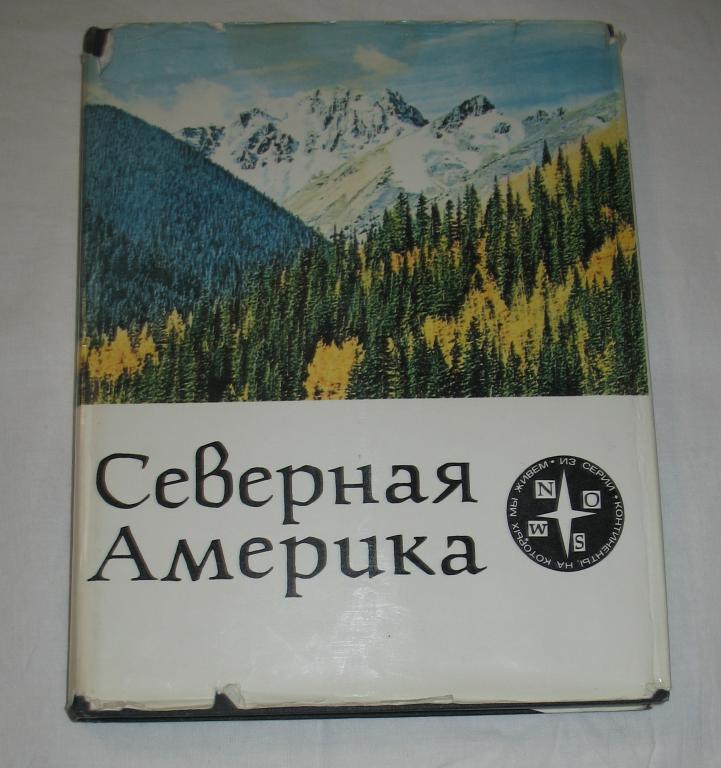 Северная
Америка
ИЗ СЕРИИ • КОНТИНЕНТЫ, НА КОТОРЫХ МЫ ЖИВЕМ •
N O
W S